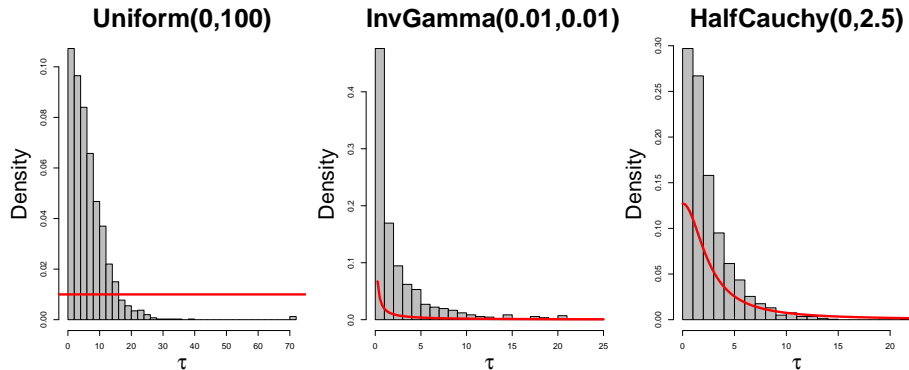 Uniform(0,100)
Density
0.00 0.02 0.04 0.06 0.08 0.10
0 10 20 30 40 50 60 70
τ
InvGamma(0.01,0.01)
Density
0.0 0.1 0.2 0.3 0.4
0 5 10 15 20 25
τ
HalfCauchy(0,2.5)
Density
0.00 0.05 0.10 0.15 0.20 0.25 0.30
0 5 10 15 20
τ